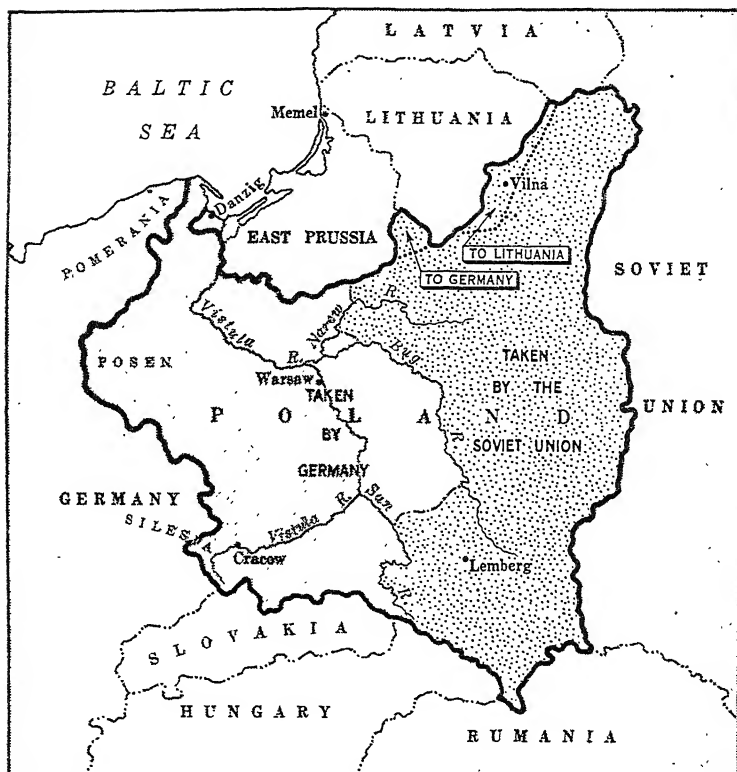 LATVIA
BALTIC
SEA
Memel
LITHUANIA
Vilna
Danzig
POMERANIA
EAST PRUSSIA
TO LITHUANIA
TO GERMANY
SOVIET
UNION
Vistula
R.
Narew
R.
Bug
R.
POSEN
Warsaw
TAKEN
BY
GERMANY
POLAND
TAKEN
BY THE
SOVIET UNION
GERMANY
SILESIA
Vistula
R.
San
R.
Cracow
Lemberg
SLOVAKIA
HUNGARY
RUMANIA